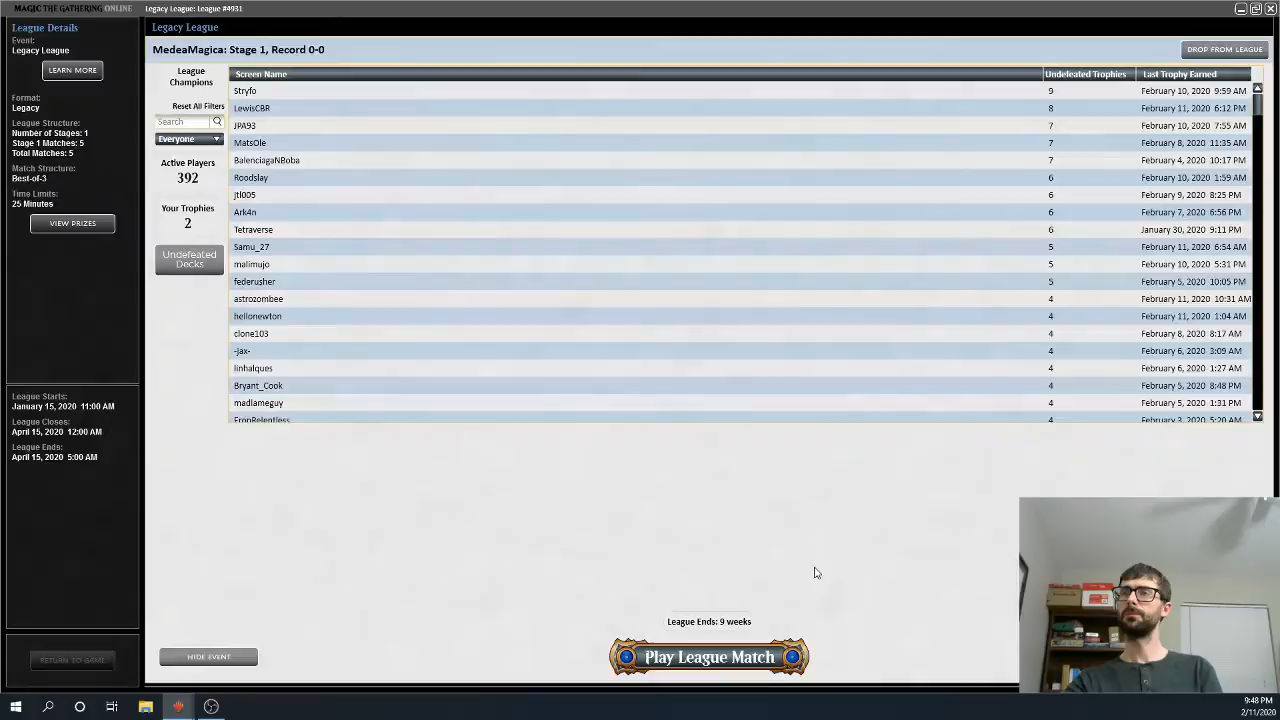 MAGIC THE GATHERING ONLINE
Legacy League: League #4931
League Details
Event:
Legacy League
LEARN MORE
Format:
Legacy
League Structure:
Number of Stages: 1
Stage 1 Matches: 5
Total Matches: 5
Match Structure:
Best-of-3
Time Limits:
25 Minutes
VIEW PRIZES
League Starts:
January 15, 2020 11:00 AM
League Closes:
April 15, 2020 12:00 AM
League Ends:
April 15, 2020 5:00 AM
RETURN TO GAME
Legacy League
MedeaMagica: Stage 1, Record 0-0
DROP FROM LEAGUE
League
Champions
Reset All Filters
Search
Everyone
Active Players
392
Your Trophies
2
Undefeated
Decks
Screen Name Undefeated Trophies Last Trophy Earned
Stryfo 9 February 10, 2020 9:59 AM
LewisCBR 8 February 11, 2020 6:12 PM
JPA93 7 February 10, 2020 7:55 AM
MatsOle 7 February 8, 2020 11:35 AM
BalenciagaNBoba 7 February 4, 2020 10:17 PM
Roodslay 6 February 10, 2020 1:59 AM
jtl005 6 February 9, 2020 8:25 PM
Ark4n 6 February 7, 2020 6:56 PM
Tetraverse 6 January 30, 2020 9:11 PM
Samu_27 5 February 11, 2020 6:54 AM
malimujo 5 February 10, 2020 5:31 PM
federusher 5 February 5, 2020 10:05 PM
astrozombee 4 February 11, 2020 10:31 AM
hellonewton 4 February 11, 2020 1:04 AM
clone103 4 February 8, 2020 8:17 AM
-jax- 4 February 6, 2020 3:09 AM
linhalques 4 February 6, 2020 1:27 AM
Bryant_Cook 4 February 5, 2020 8:48 PM
madlameguy 4 February 5, 2020 1:31 PM
4 February 3, 2020 5:20 AM
League Ends: 9 weeks
Play League Match
HIDE EVENT
9:48 PM
2/11/2020